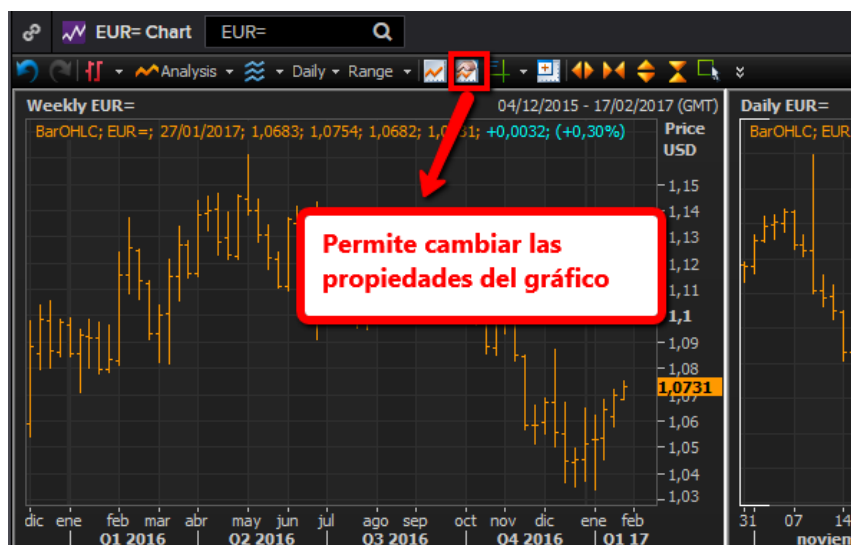 EUR= Chart EUR=
Analysis Daily Range
Weekly EUR= 04/12/2015 - 17/02/2017 (GMT)
BarOHLC; EUR=; 27/01/2017; 1,0683; 1,0754; 1,0682; +0,0032; (+0,30%)
Price
USD
1,15
1,14
1,13
1,12
1,11
1,1
1,09
1,08
1,0731
1,07
1,06
1,05
1,04
1,03
Permite cambiar las
propiedades del gráfico
dic ene feb mar abr may jun jul ago sep oct nov dic ene feb
Q1 2016 Q2 2016 Q3 2016 Q4 2016 Q1 17
Daily EUR=
BarOHLC; EUR
31 07 14
novien